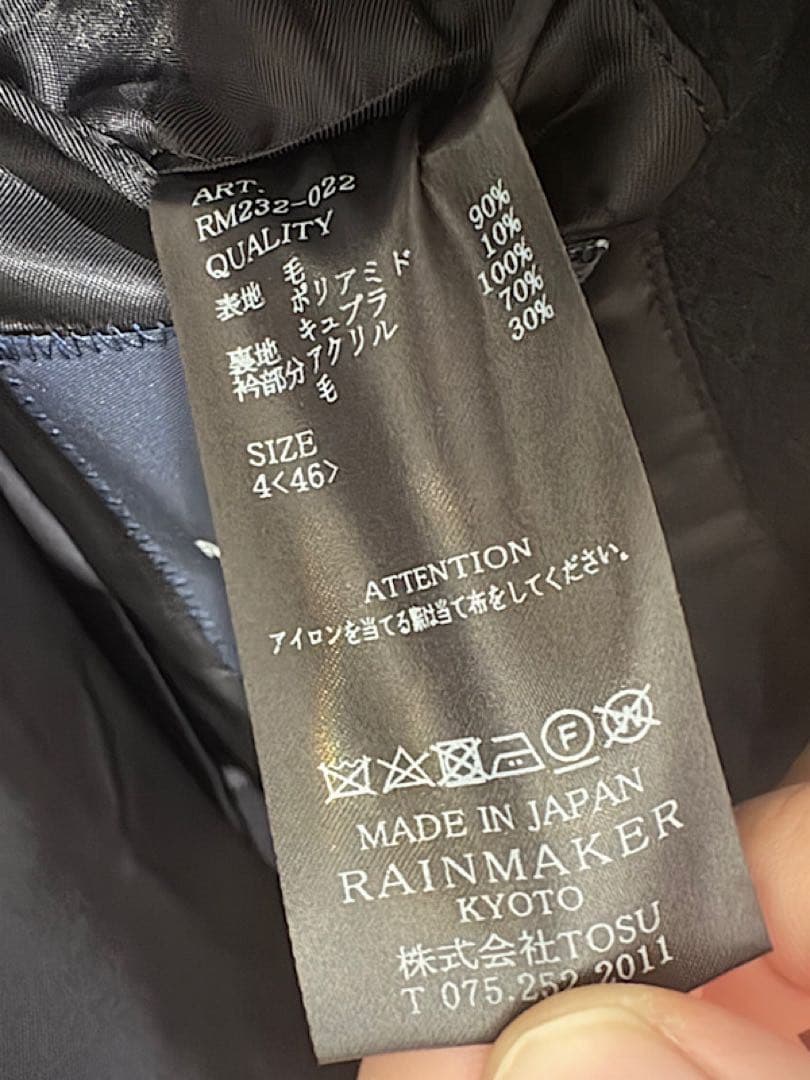 ART.
RM232-022
QUALITY
表地 毛 90%
ポリアミド 10%
裏地 キュプラ 100%
衿部分 アクリル 70%
毛 30%
SIZE
4<46>
ATTENTION
アイロンを当てる際は当て布をしてください。
F W
MADE IN JAPAN
RAINMAKER
KYOTO
株式会社TOSU
T 075.252.2011